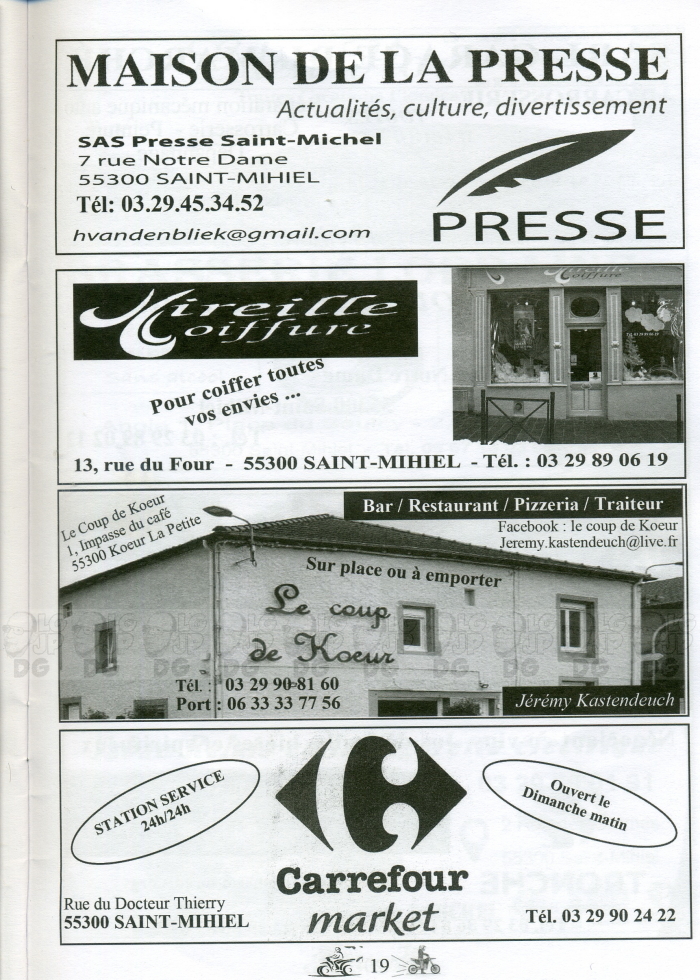 MAISON DE LA PRESSE
Actualités, culture, divertissement
SAS Presse Saint-Michel
7 rue Notre Dame
55300 SAINT-MIHIEL
Tél: 03.29.45.34.52
hvandenbliek@gmail.com
PRESSE
Mireille
Coiffure
Pour coiffer toutes
vos envies ...
13, rue du Four - 55300 SAINT-MIHIEL - Tél. : 03 29 89 06 19
Le Coup de Koeur
1, Impasse du café
55300 Koeur La Petite
Bar / Restaurant / Pizzeria / Traiteur
Facebook : le coup de Koeur
Jeremy.kastendeuch@live.fr
Sur place ou à emporter
Le coup
de Koeur
Tél. : 03 29 90 81 60
Port : 06 33 33 77 56
Jérémy Kastendeuch
STATION SERVICE
24h/24h
Ouvert le
Dimanche matin
Carrefour
market
Rue du Docteur Thierry
55300 SAINT-MIHIEL
Tél. 03 29 90 24 22
19